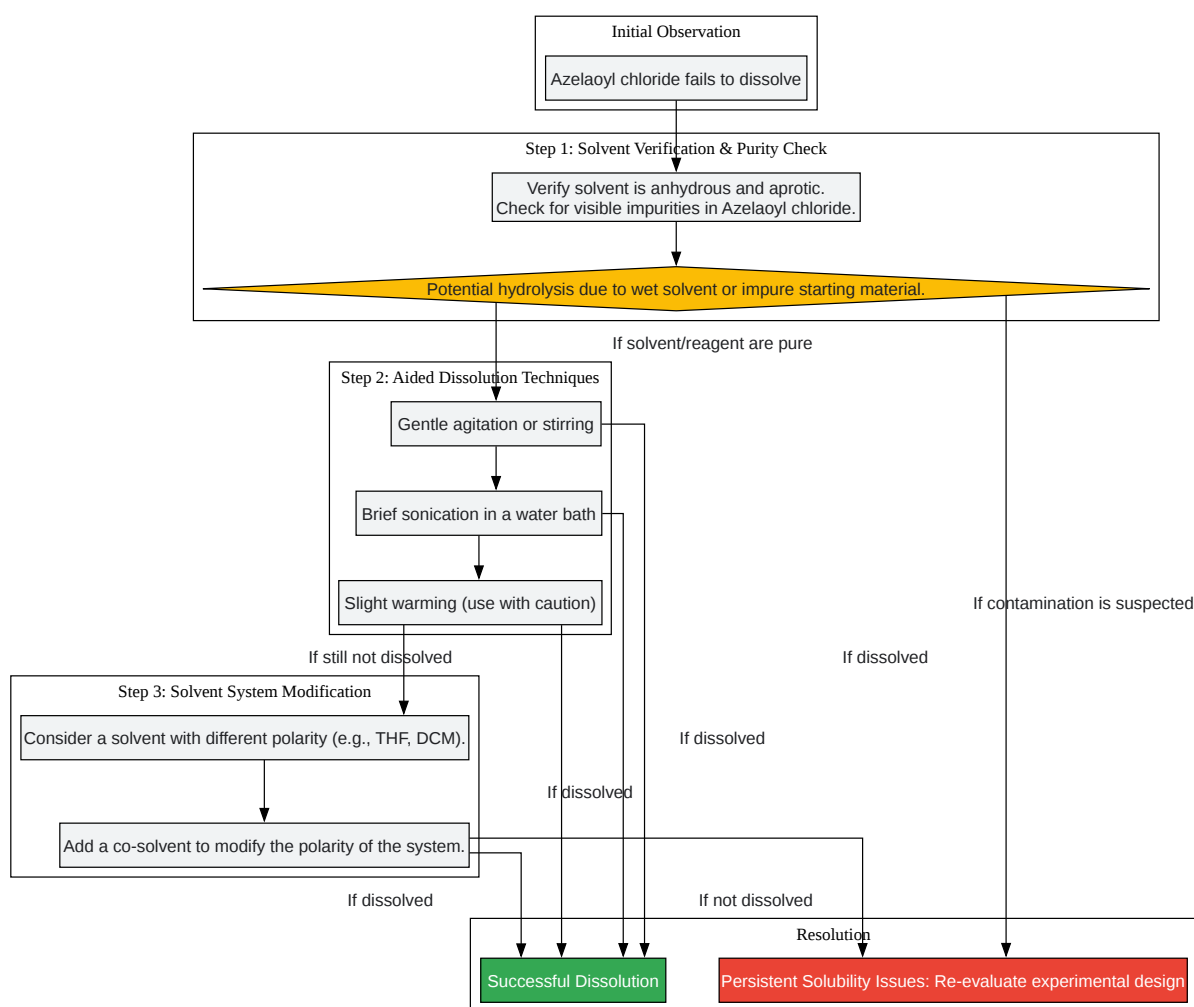 Initial Observation
Azelaoyl chloride fails to dissolve
Step 1: Solvent Verification & Purity Check
Verify solvent is anhydrous and aprotic.
Check for visible impurities in Azelaoyl chloride.
Potential hydrolysis due to wet solvent or impure starting material.
If solvent/reagent are pure
Step 2: Aided Dissolution Techniques
Gentle agitation or stirring
Brief sonication in a water bath
Slight warming (use with caution)
If contamination is suspected
If still not dissolved
If dissolved
Step 3: Solvent System Modification
Consider a solvent with different polarity (e.g., THF, DCM).
If dissolved
If dissolved
Add a co-solvent to modify the polarity of the system.
If dissolved
If not dissolved
Resolution
Successful Dissolution
Persistent Solubility Issues: Re-evaluate experimental design